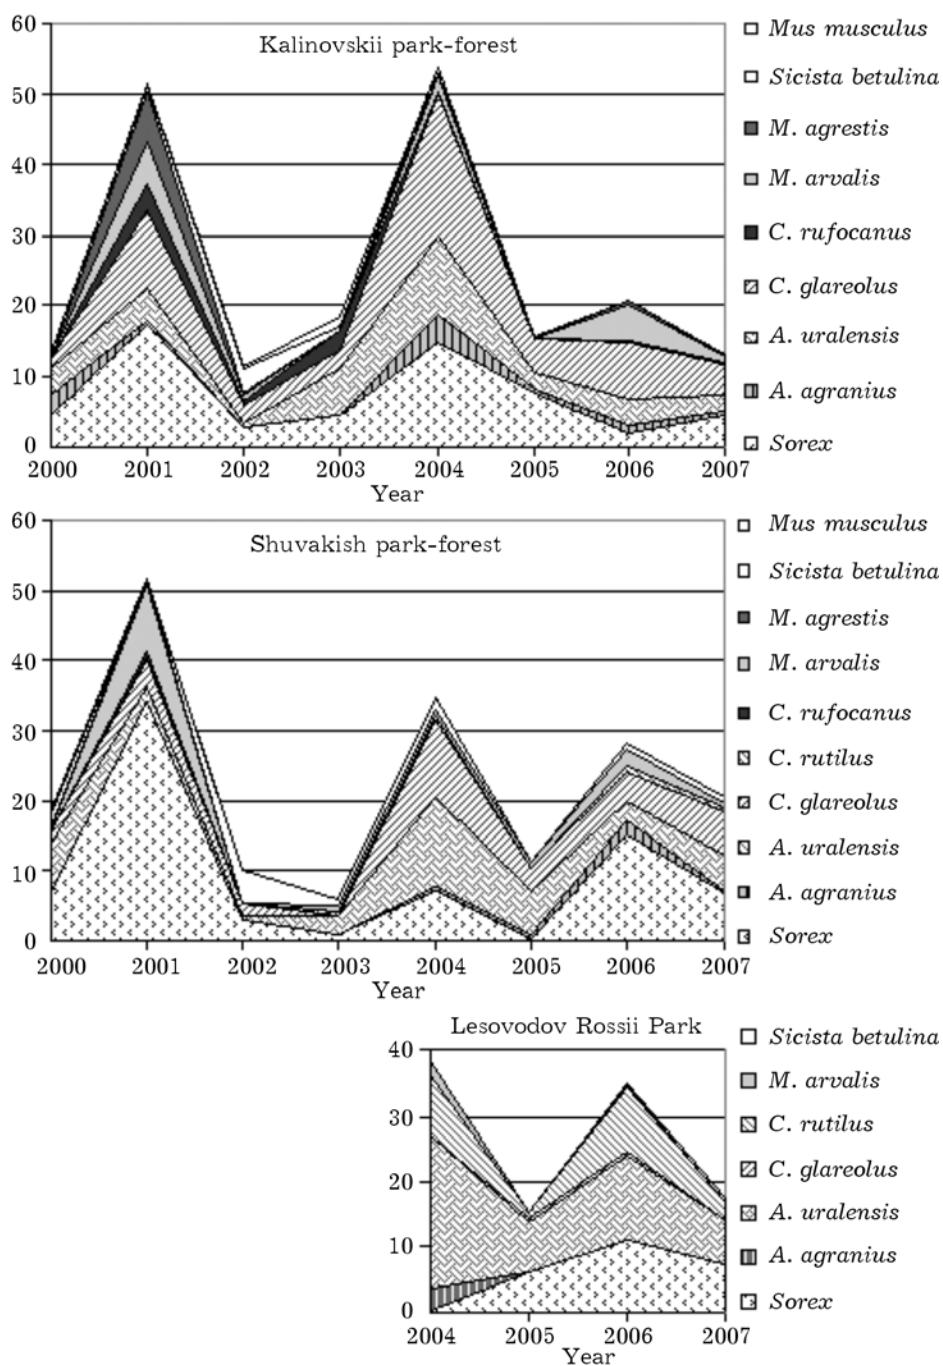 Kalinovskii park-forest
60
50
40
30
20
10
0
2000 2001 2002 2003 2004 2005 2006 2007
Year
Mus musculus
Sicista betulina
M. agrestis
M. arvalis
C. rufocanus
C. glareolus
A. uralensis
A. agranius
Sorex
Shuvakish park-forest
60
50
40
30
20
10
0
2000 2001 2002 2003 2004 2005 2006 2007
Year
Mus musculus
Sicista betulina
M. agrestis
M. arvalis
C. rufocanus
C. rutilus
C. glareolus
A. uralensis
A. agranius
Sorex
Lesovodov Rossii Park
40
30
20
10
0
2004 2005 2006 2007
Year
Sicista betulina
M. arvalis
C. rutilus
C. glareolus
A. uralensis
A. agranius
Sorex